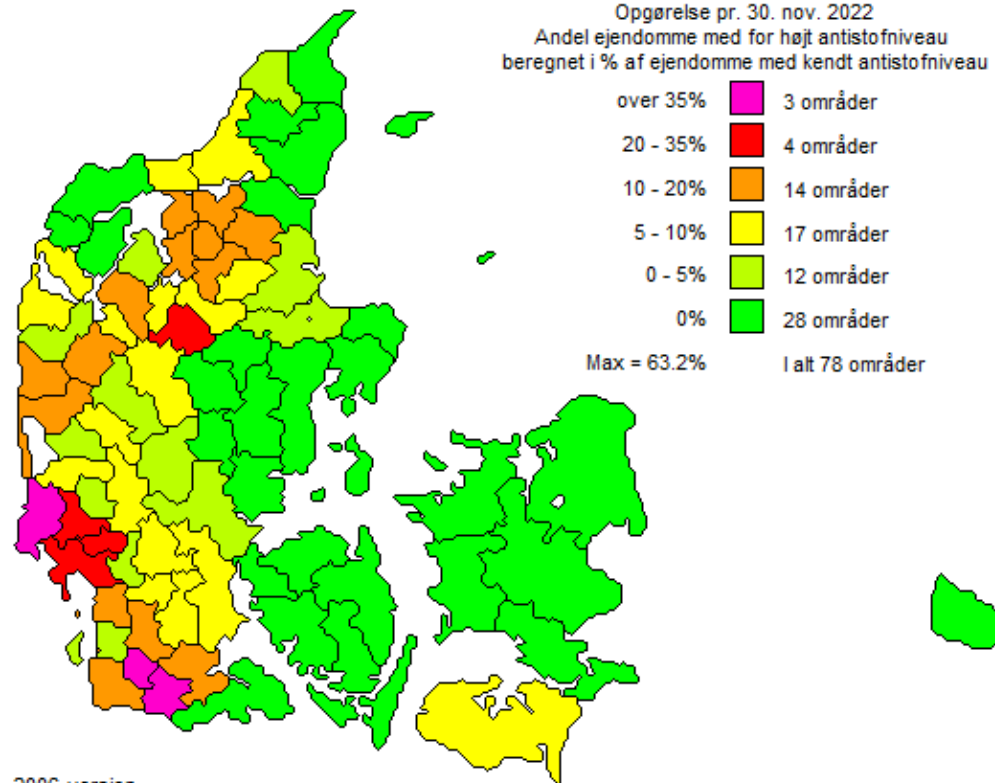 Opgørelse pr. 30. nov. 2022
Andel ejendomme med for højt antistofniveau
beregnet i % af ejendomme med kendt antistofniveau
over 35% 3 områder
20 - 35% 4 områder
10 - 20% 14 områder
5 - 10% 17 områder
0 - 5% 12 områder
0% 28 områder
Max = 63.2% I alt 78 områder